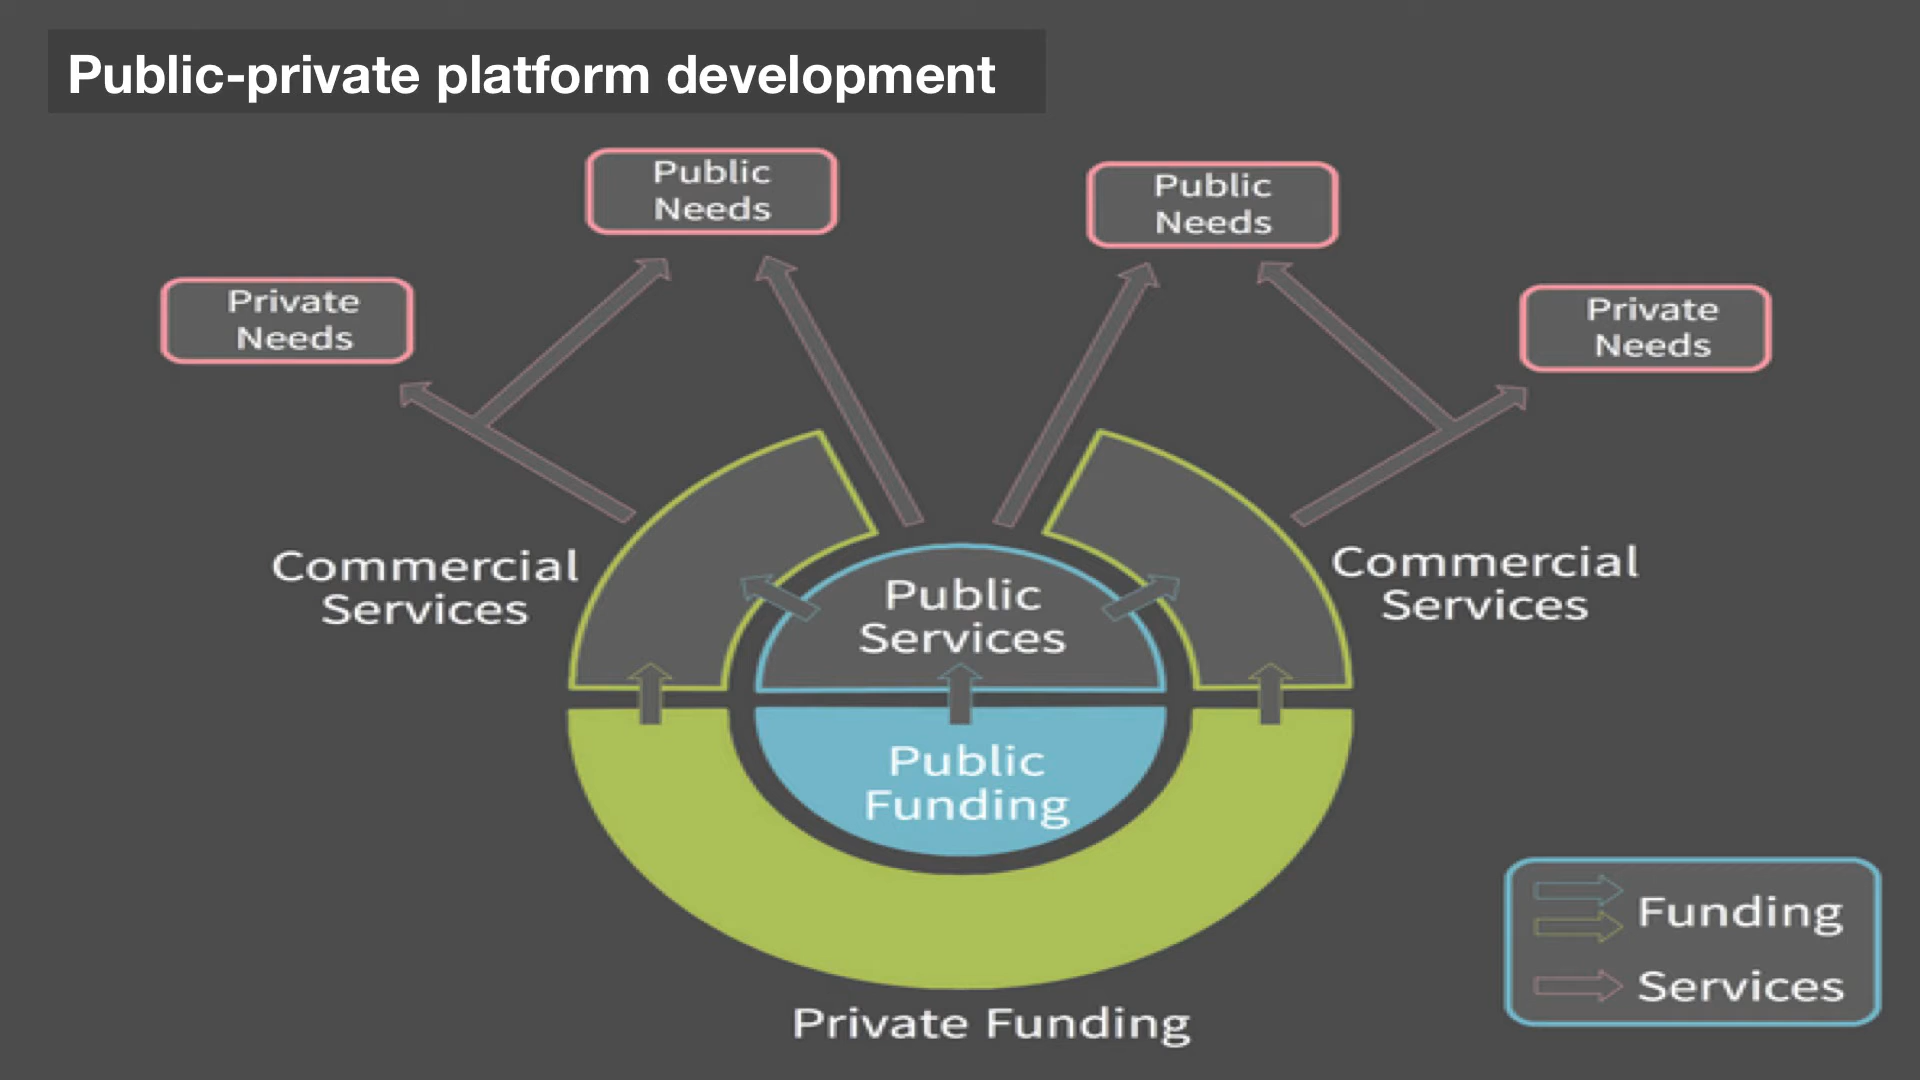 Public-private platform development
Public
Needs
Public
Needs
Private
Needs
Private
Needs
Commercial
Services
Public
Services
Commercial
Services
Public
Funding
Private Funding
Funding
Services